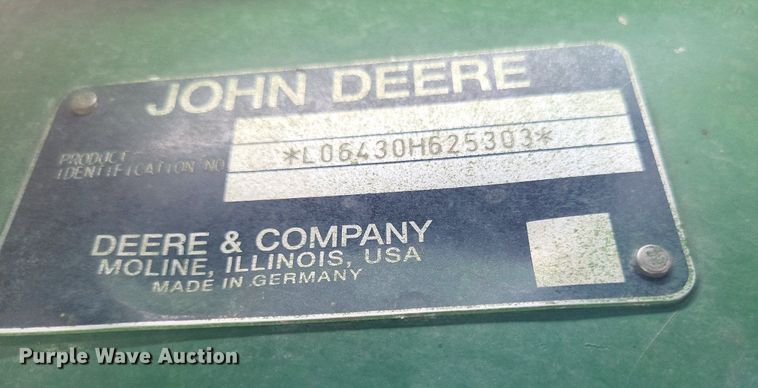 JOHN DEERE
PRODUCT
IDENTIFICATION NO
*L06430H625303*
DEERE & COMPANY
MOLINE, ILLINOIS, USA
MADE IN GERMANY
Purple Wave Auction